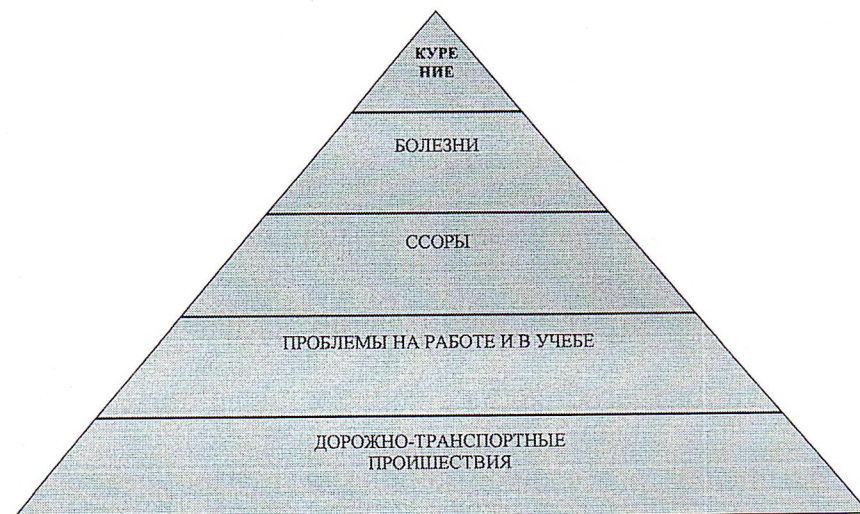 КУРЕ
НИЕ
БОЛЕЗНИ
ССОРЫ
ПРОБЛЕМЫ НА РАБОТЕ И В УЧЕБЕ
ДОРОЖНО-ТРАНСПОРТНЫЕ
ПРОИШЕСТВИЯ